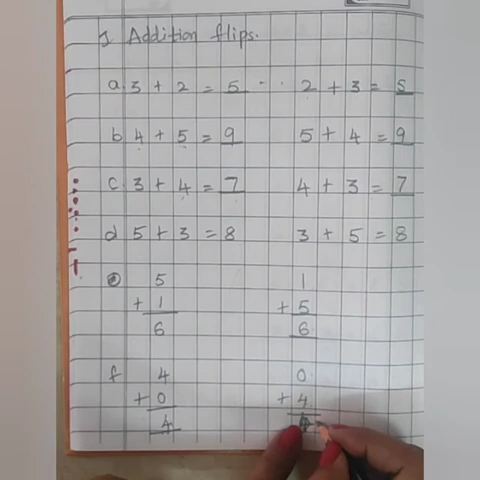 1 Addition flips.
a. 3 + 2 = 5 2 + 3 = 5
b 4 + 5 = 9 5 + 4 = 9
c. 3 + 4 = 7 4 + 3 = 7
d 5 + 3 = 8 3 + 5 = 8
e 5 1
+ 1 + 5
6 6
f 4 0
+ 0 + 4
4